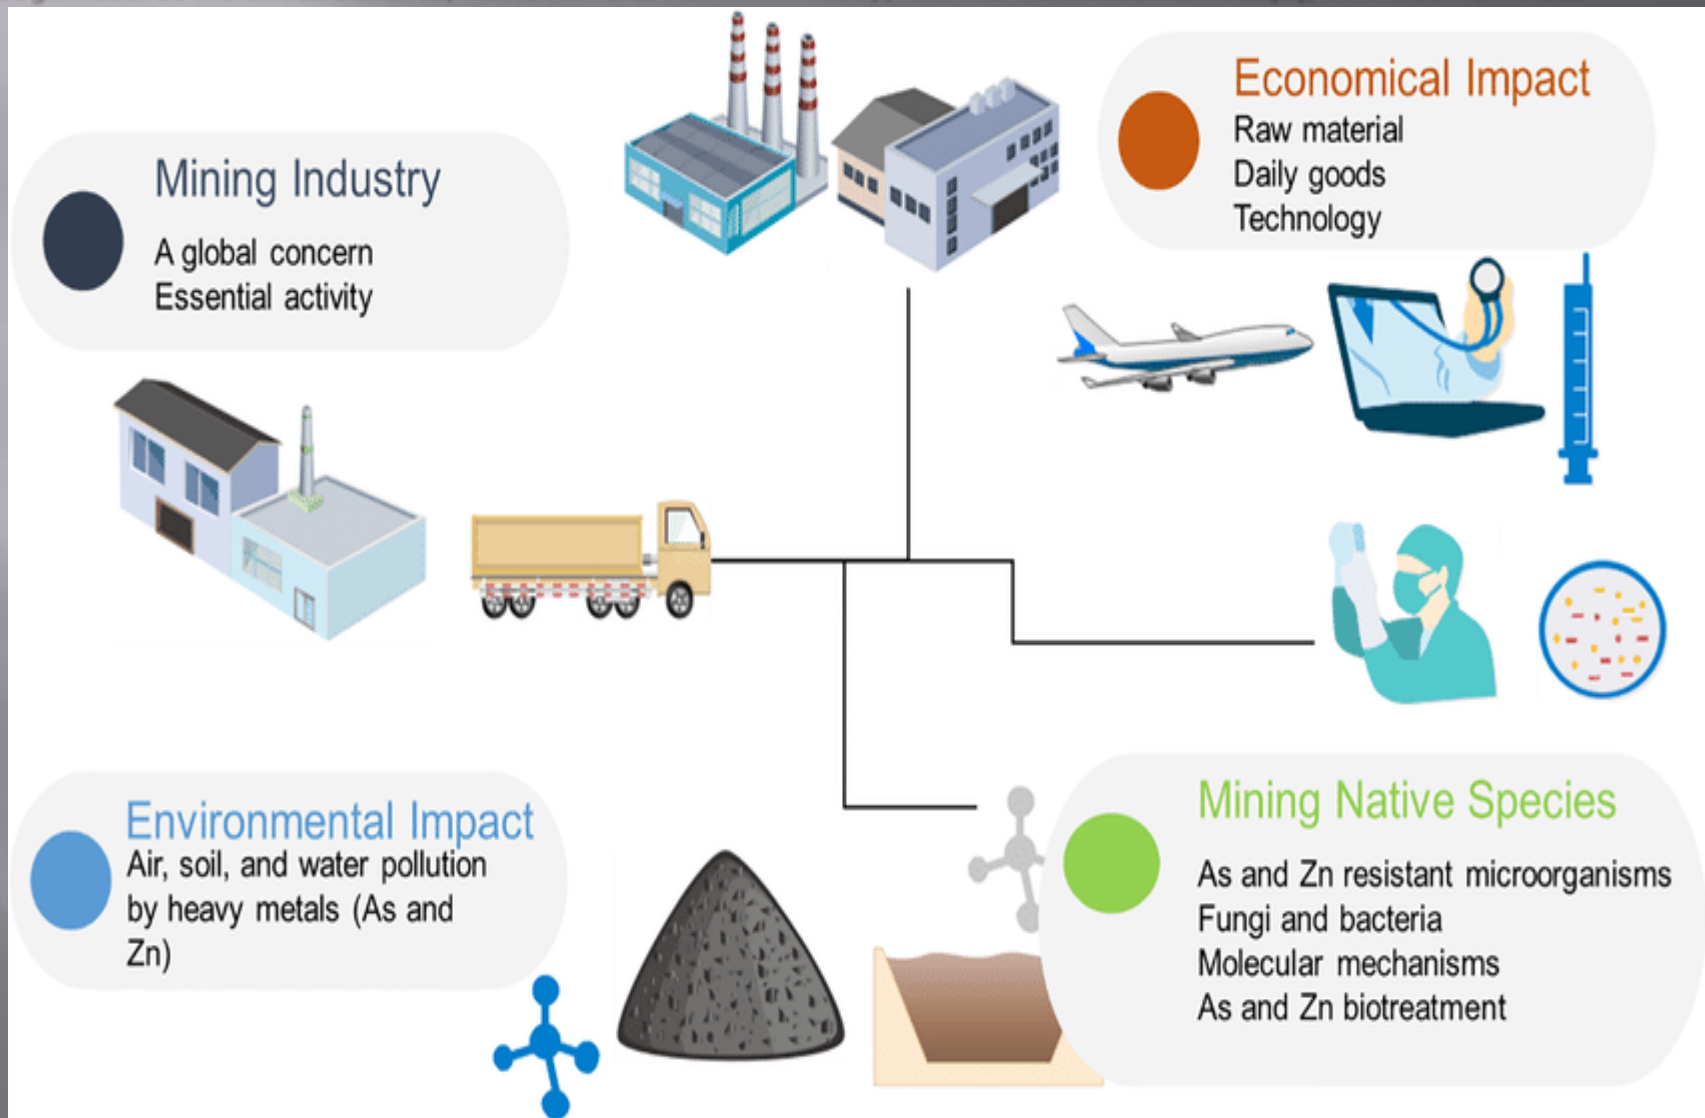 Mining Industry
A global concern
Essential activity
Economical Impact
Raw material
Daily goods
Technology
Environmental Impact
Air, soil, and water pollution
by heavy metals (As and
Zn)
Mining Native Species
As and Zn resistant microorganisms
Fungi and bacteria
Molecular mechanisms
As and Zn biotreatment